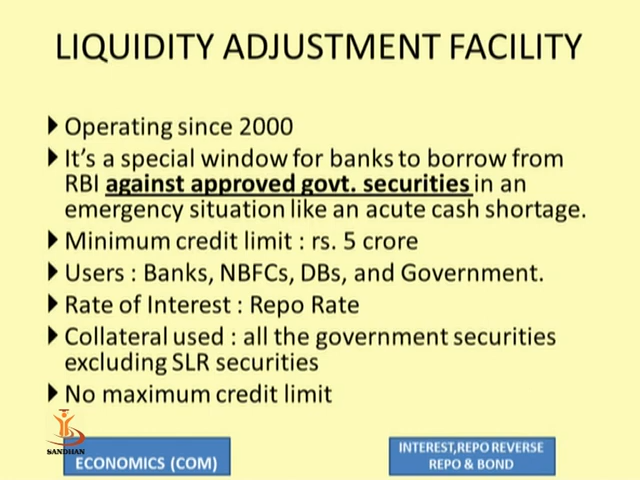 LIQUIDITY ADJUSTMENT FACILITY
Operating since 2000
It's a special window for banks to borrow from
RBI against approved govt. securities in an
emergency situation like an acute cash shortage.
Minimum credit limit : rs. 5 crore
Users : Banks, NBFCs, DBs, and Government.
Rate of Interest : Repo Rate
Collateral used : all the government securities
excluding SLR securities
No maximum credit limit
SANDHAN
ECONOMICS (COM)
INTEREST,REPO REVERSE
REPO & BOND